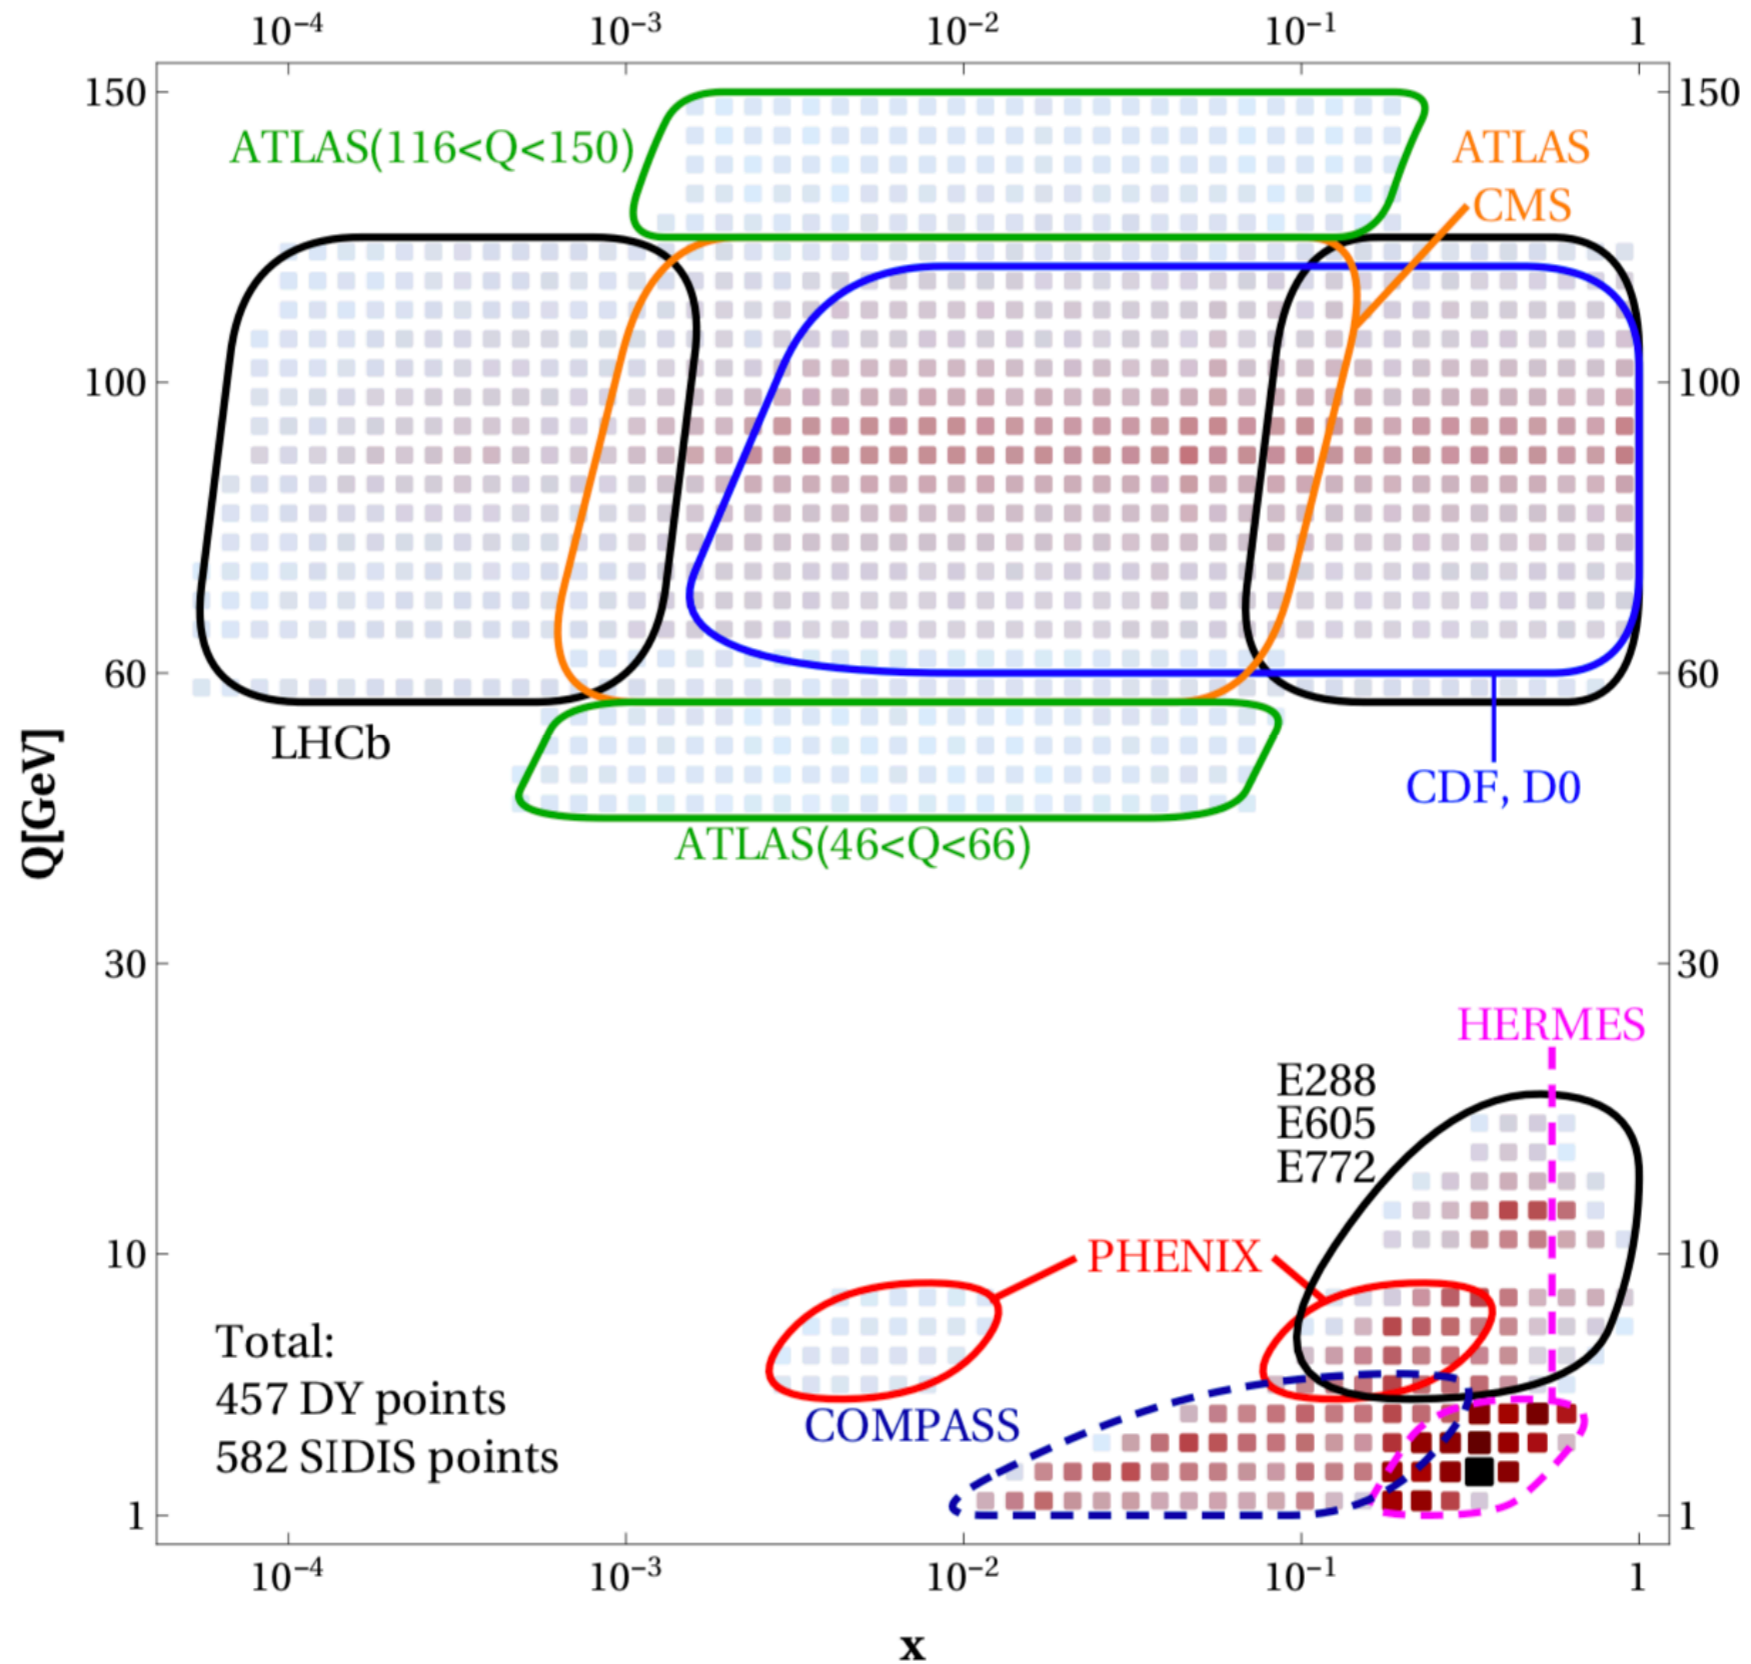 10⁻⁴ 10⁻³ 10⁻² 10⁻¹ 1
150 150
ATLAS(116<Q<150) ATLAS
CMS
100 100
60 60
LHCb
CDF, D0
ATLAS(46<Q<66)
Q[GeV]
30 30
HERMES
E288
E605
E772
10 PHENIX 10
Total:
457 DY points
COMPASS
582 SIDIS points
1 1
10⁻⁴ 10⁻³ 10⁻² 10⁻¹ 1
x